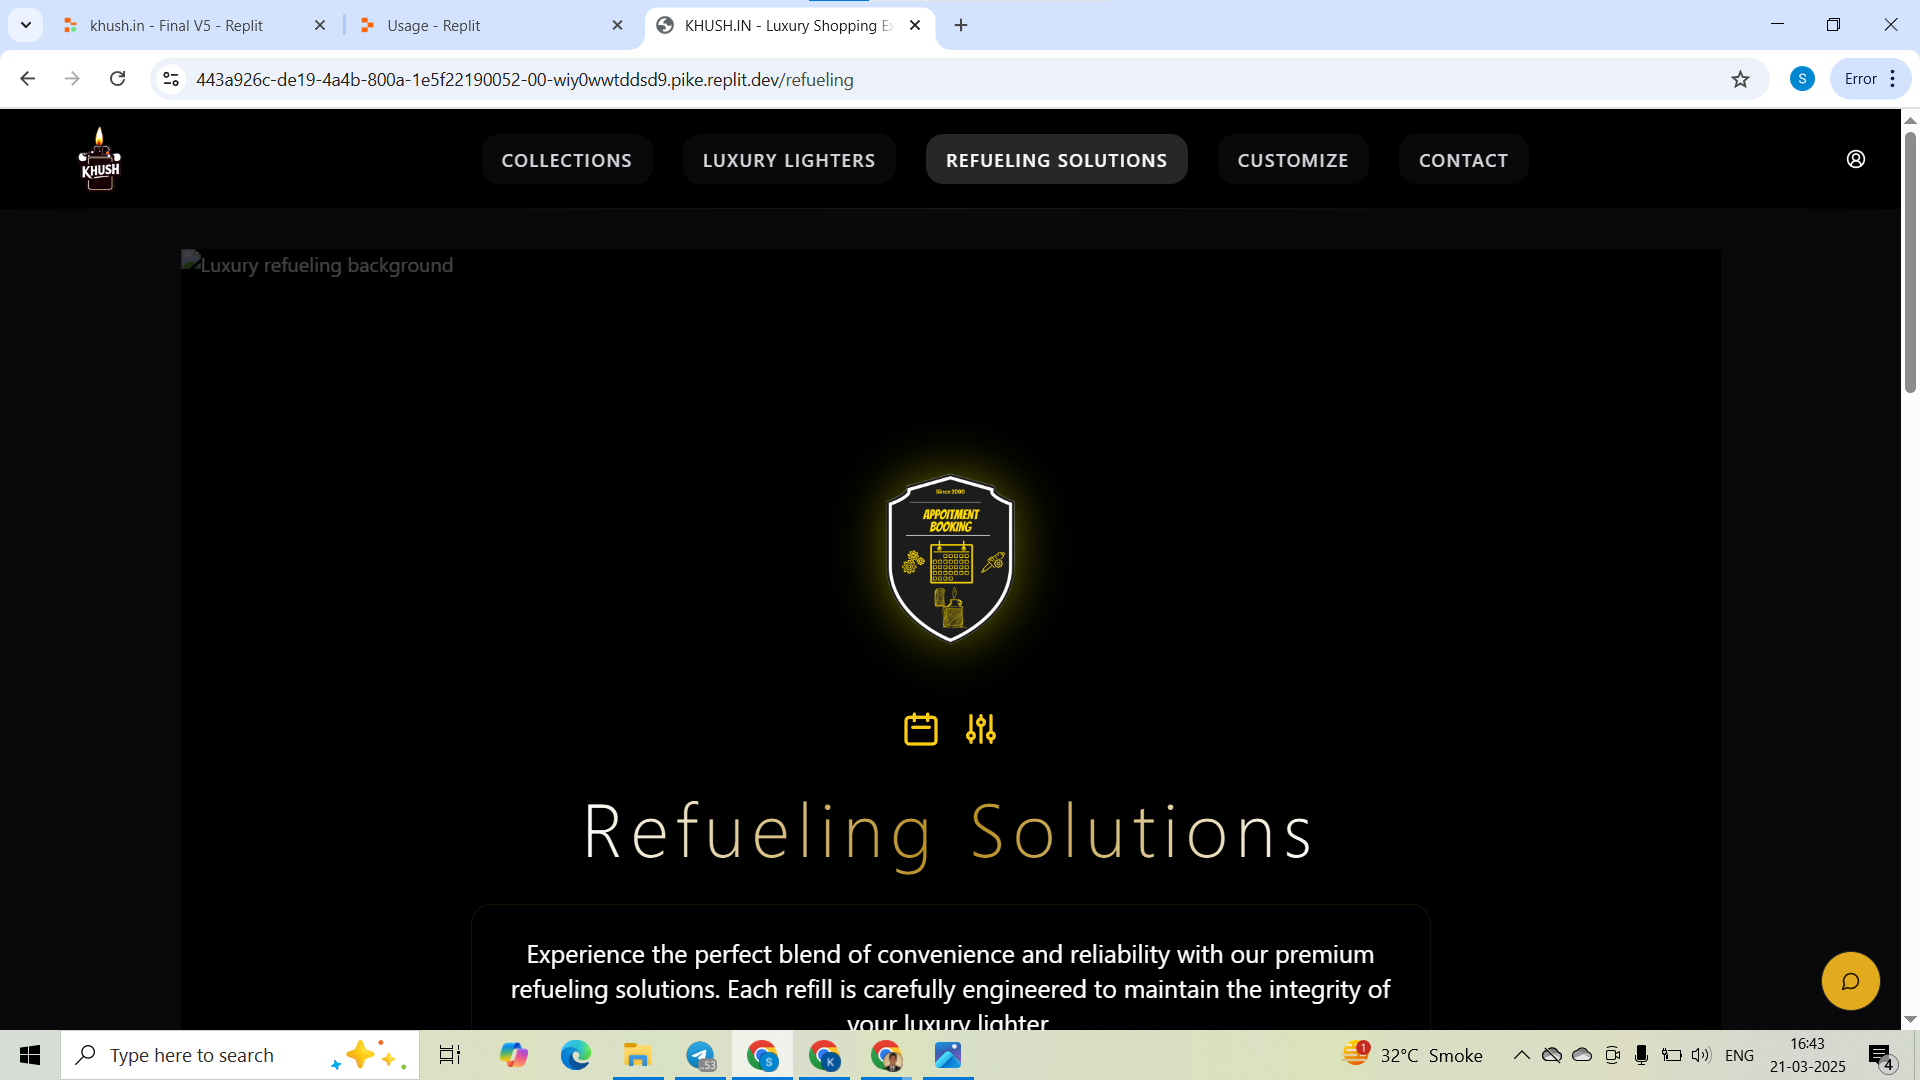 khush.in - Final V5 - Replit
Usage - Replit
KHUSH.IN - Luxury Shopping Ex
443a926c-de19-4a4b-800a-1e5f22190052-00-wiy0wwtddsd9.pike.replit.dev/refueling
S
Error
KHUSH
COLLECTIONS
LUXURY LIGHTERS
REFUELING SOLUTIONS
CUSTOMIZE
CONTACT
Luxury refueling background
Since 2000
APPOITMENT
BOOKING
Refueling Solutions
Experience the perfect blend of convenience and reliability with our premium
refueling solutions. Each refill is carefully engineered to maintain the integrity of
your luxury lighter
Type here to search
..53
S
K
1
32°C Smoke
ENG
16:43
21-03-2025
4